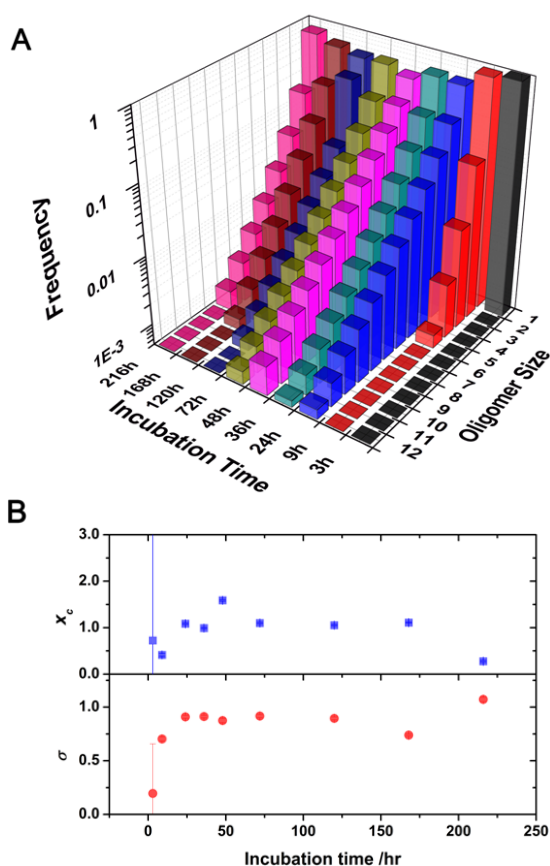 A
1
0.1
0.01
1E-3
Frequency
216h
168h
120h
72h
48h
36h
24h
9h
3h
Incubation Time
1
2
3
4
5
6
7
8
9
10
11
12
Oligomer Size
B
3.0
2.0
1.0
0.0
xc
1.0
0.5
0.0
σ
0
50
100
150
200
250
Incubation time /hr